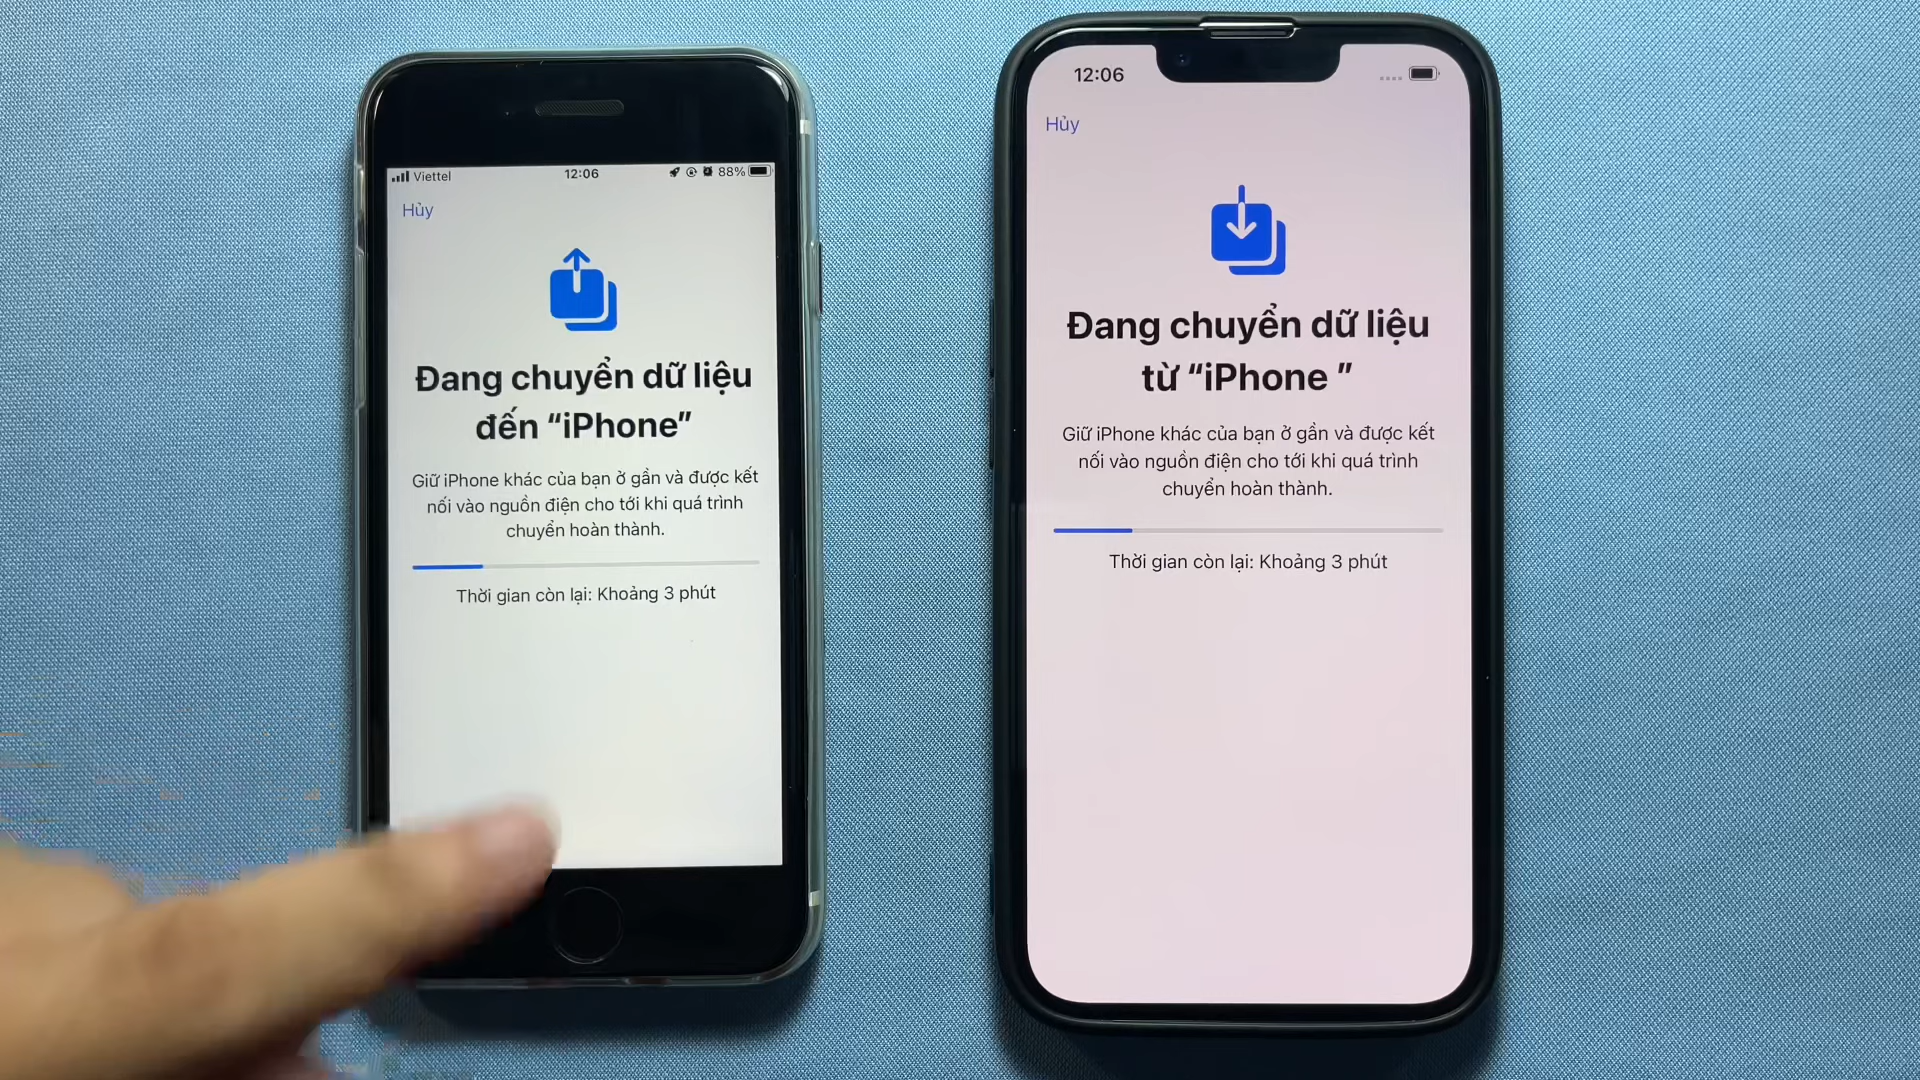 Viettel
12:06
88%
Hủy
Đang chuyển dữ liệu
đến “iPhone”
Giữ iPhone khác của bạn ở gần và được kết
nối vào nguồn điện cho tới khi quá trình
chuyển hoàn thành.
Thời gian còn lại: Khoảng 3 phút
12:06
Hủy
Đang chuyển dữ liệu
từ “iPhone ”
Giữ iPhone khác của bạn ở gần và được kết
nối vào nguồn điện cho tới khi quá trình
chuyển hoàn thành.
Thời gian còn lại: Khoảng 3 phút